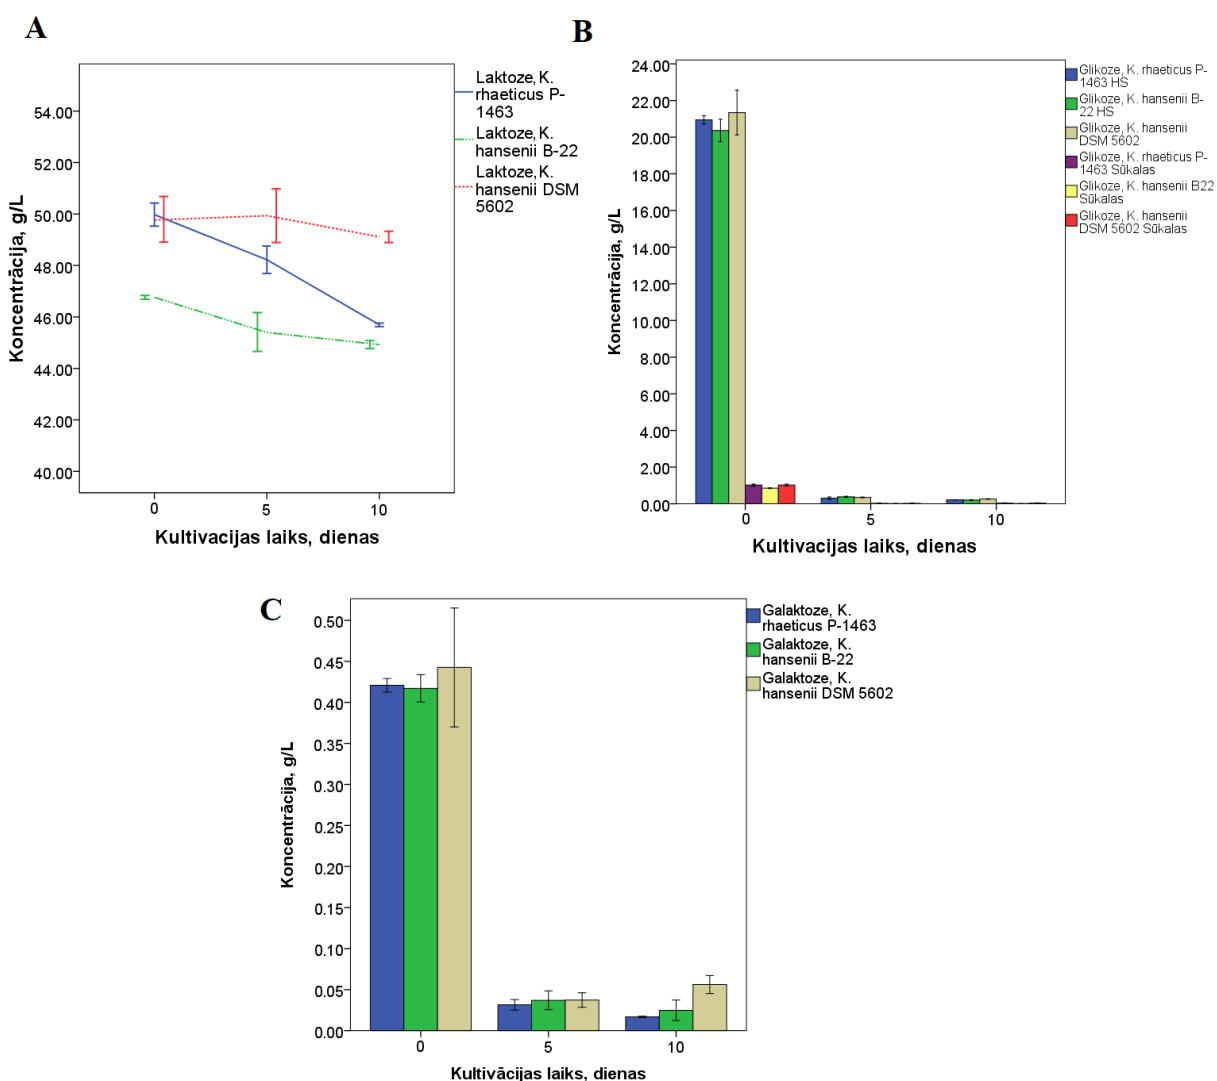 A
Laktoze, K.
rhaeticus P-
1463
Laktoze, K.
hansenii B-22
Laktoze, K.
hansenii DSM
5602
54.00
52.00
50.00
48.00
46.00
44.00
42.00
40.00
Koncentrācija, g/L
0 5 10
Kultivacijas laiks, dienas
B
Glikoze, K. rhaeticus P-
1463 HS
Glikoze, K. hansenii B-
22 HS
Glikoze, K. hansenii
DSM 5602
Glikoze, K. rhaeticus P-
1463 Sūkalas
Glikoze, K. hansenii B22
Sūkalas
Glikoze, K. hansenii
DSM 5602 Sūkalas
24.00
22.00
20.00
18.00
16.00
14.00
12.00
10.00
8.00
6.00
4.00
2.00
0.00
Koncentrācija, g/L
0 5 10
Kultivacijas laiks, dienas
C
Galaktoze, K.
rhaeticus P-1463
Galaktoze, K.
hansenii B-22
Galaktoze, K.
hansenii DSM 5602
0.50
0.45
0.40
0.35
0.30
0.25
0.20
0.15
0.10
0.05
0.00
Koncentrācija, g/L
0 5 10
Kultivācijas laiks, dienas